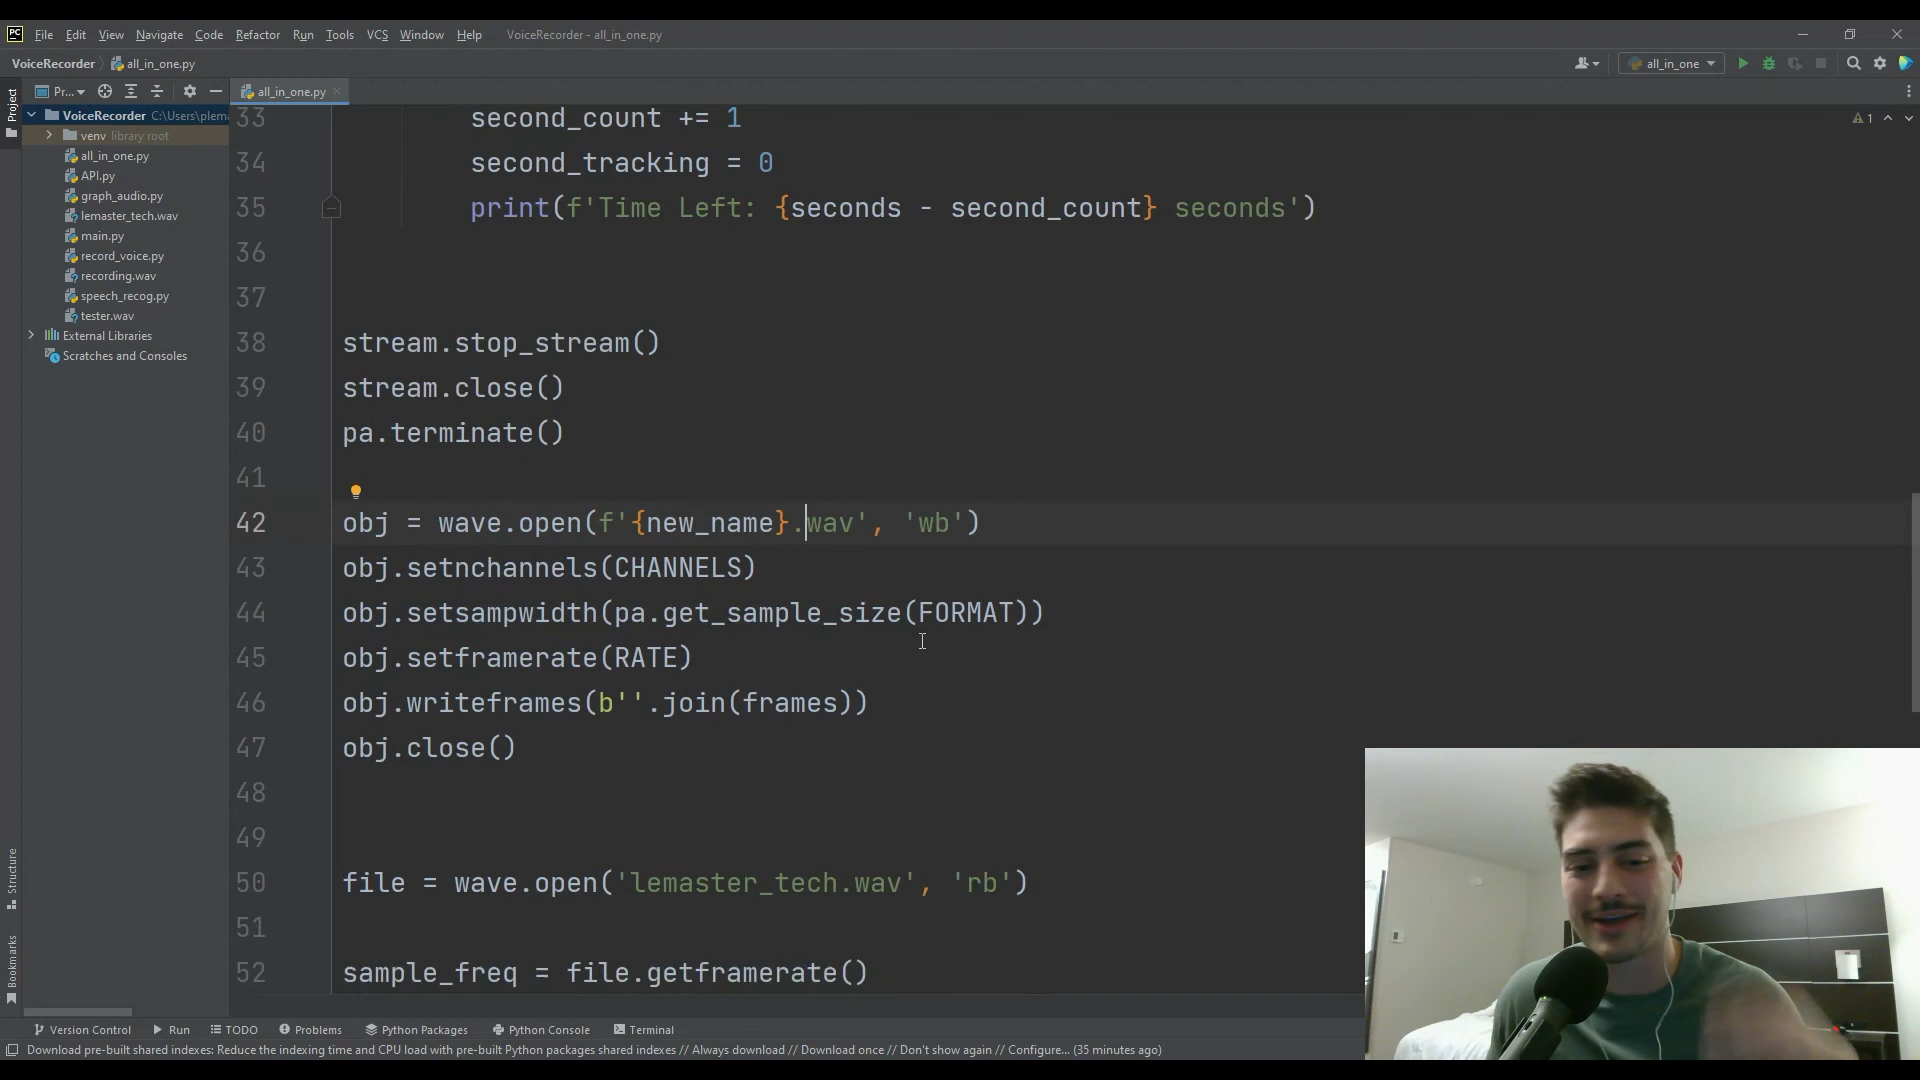 PC File Edit View Navigate Code Refactor Run Tools VCS Window Help VoiceRecorder - all_in_one.py
VoiceRecorder all_in_one.py all_in_one
Project Pr... all_in_one.py
VoiceRecorder C:\Users\plema
venv library root
all_in_one.py
API.py
graph_audio.py
lemaster_tech.wav
main.py
record_voice.py
recording.wav
speech_recog.py
tester.wav
External Libraries
Scratches and Consoles
1
33 second_count += 1
34 second_tracking = 0
35 print(f'Time Left: {seconds - second_count} seconds')
36
37
38 stream.stop_stream()
39 stream.close()
40 pa.terminate()
41
42 obj = wave.open(f'{new_name}.wav', 'wb')
43 obj.setnchannels(CHANNELS)
44 obj.setsampwidth(pa.get_sample_size(FORMAT))
45 obj.setframerate(RATE)
46 obj.writeframes(b''.join(frames))
47 obj.close()
48
49
50 file = wave.open('lemaster_tech.wav', 'rb')
51
52 sample_freq = file.getframerate()
Structure
Bookmarks
Version Control Run TODO Problems Python Packages Python Console Terminal
Download pre-built shared indexes: Reduce the indexing time and CPU load with pre-built Python packages shared indexes // Always download // Download once // Don't show again // Configure... (35 minutes ago)